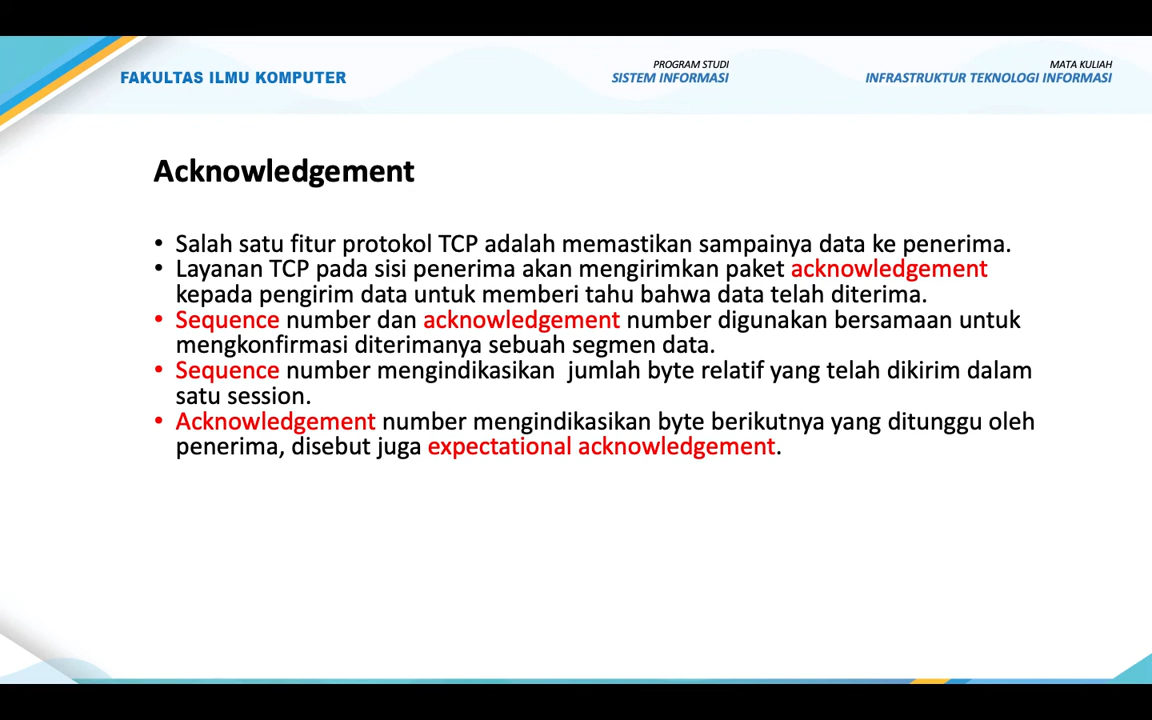 FAKULTAS ILMU KOMPUTER
PROGRAM STUDI
SISTEM INFORMASI
MATA KULIAH
INFRASTRUKTUR TEKNOLOGI INFORMASI
Acknowledgement
• Salah satu fitur protokol TCP adalah memastikan sampainya data ke penerima.
• Layanan TCP pada sisi penerima akan mengirimkan paket acknowledgement
kepada pengirim data untuk memberi tahu bahwa data telah diterima.
• Sequence number dan acknowledgement number digunakan bersamaan untuk
mengkonfirmasi diterimanya sebuah segmen data.
• Sequence number mengindikasikan  jumlah byte relatif yang telah dikirim dalam
satu session.
• Acknowledgement number mengindikasikan byte berikutnya yang ditunggu oleh
penerima, disebut juga expectational acknowledgement.